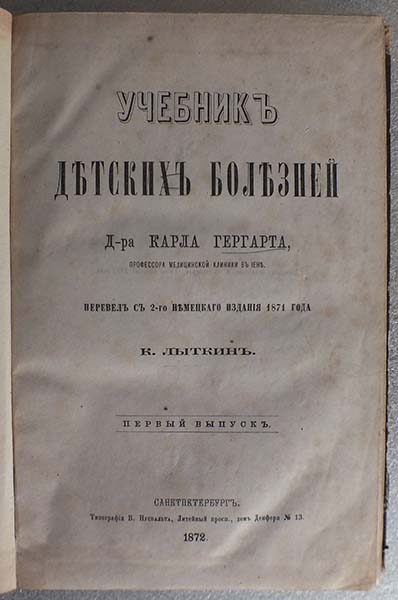 УЧЕБНИКЪ
ДѢТСКИХЪ БОЛѢЗНЕЙ
Д-ра КАРЛА ГЕРГАРТА,
ПРОФЕССОРА МЕДИЦИНСКОЙ КЛИНИКИ ВЪ ІЕНѢ.
ПЕРЕВЕЛЪ СЪ 2-го НѢМЕЦКАГО ИЗДАНІЯ 1871 ГОДА
К. ЛЫТКИНЪ.
ПЕРВЫЙ ВЫПУСКЪ.
САНКТПЕТЕРБУРГЪ.
Типографія В. Нусвальта, Литейный просп., домъ Денфера № 13.
1872